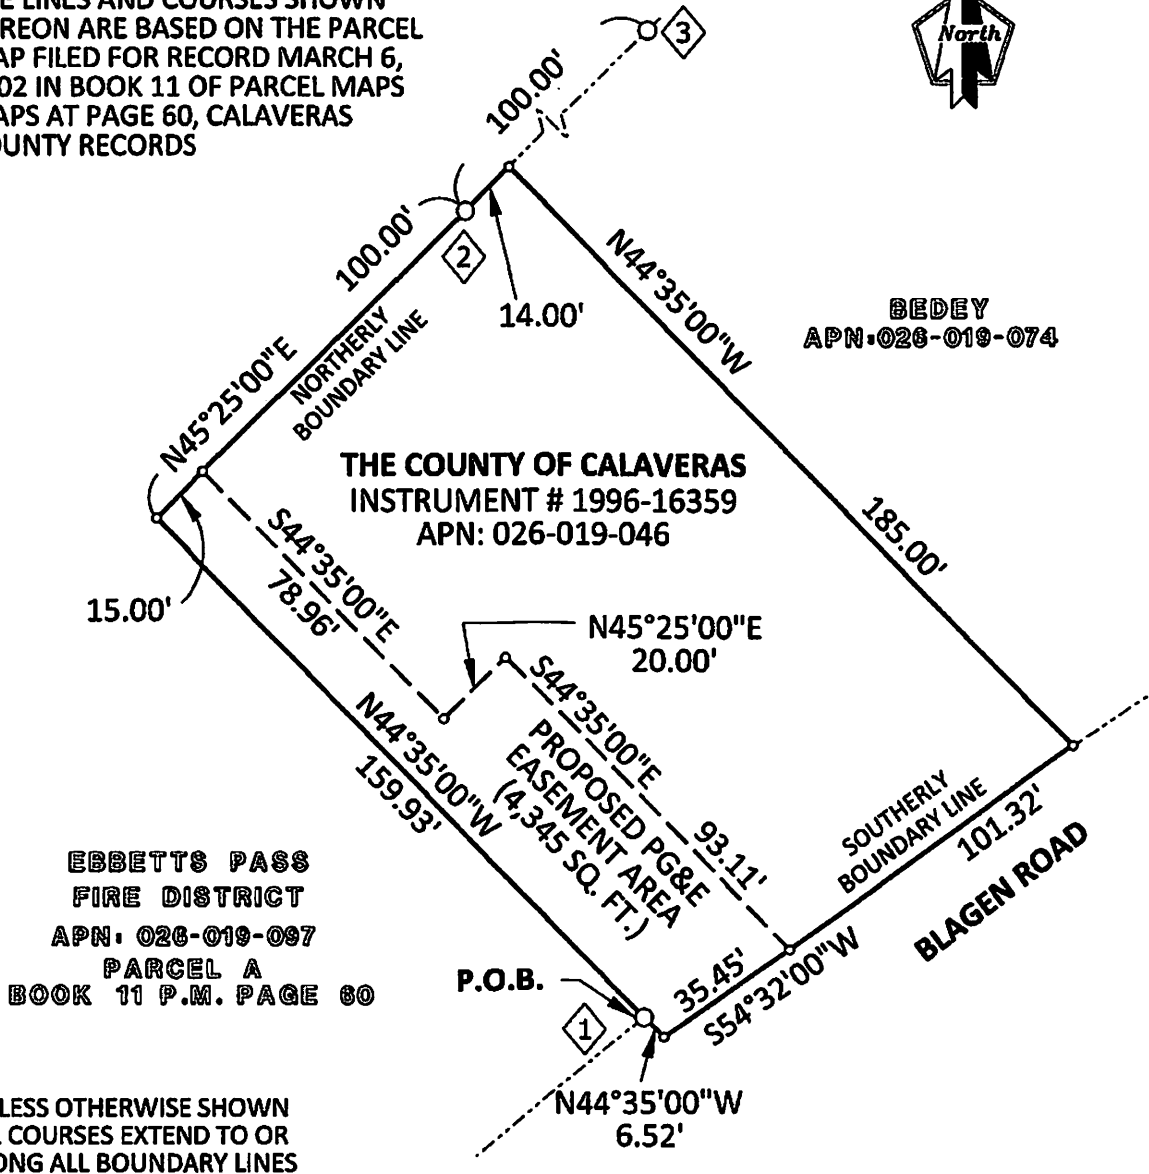 E LINES AND COURSES SHOWN
REON ARE BASED ON THE PARCEL
AP FILED FOR RECORD MARCH 6,
02 IN BOOK 11 OF PARCEL MAPS
APS AT PAGE 60, CALAVERAS
OUNTY RECORDS
3
North
100.00'
100.00'
2
14.00'
N44°35'00"W
185.00'
BEDEY
APN:026-019-074
N45°25'00"E
NORTHERLY
BOUNDARY LINE
THE COUNTY OF CALAVERAS
INSTRUMENT # 1996-16359
APN: 026-019-046
15.00'
S44°35'00"E
78.96'
N45°25'00"E
20.00'
S44°35'00"E
93.11'
N44°35'00"W
159.93'
PROPOSED PG&E
EASEMENT AREA
(4,345 SQ. FT.)
SOUTHERLY
BOUNDARY LINE
101.32'
BLAGEN ROAD
EBBETTS PASS
FIRE DISTRICT
APN: 026-019-097
PARCEL A
BOOK 11 P.M. PAGE 60
P.O.B.
1
35.45'
S54°32'00"W
N44°35'00"W
6.52'
LESS OTHERWISE SHOWN
L COURSES EXTEND TO OR
ONG ALL BOUNDARY LINES